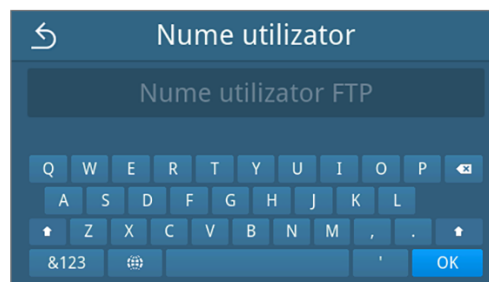 Nume utilizator
Nume utilizator FTP
Q W E R T Y U I O P
A S D F G H J K L
Z X C V B N M , .
&123 ' OK